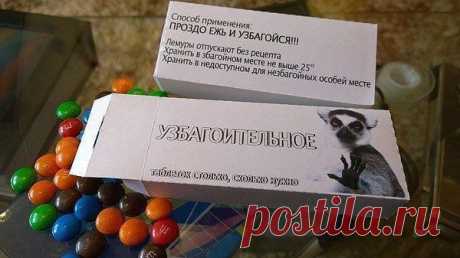 Способ применения:
ПРОЗДО ЕЖЬ И УЗБАГОЙСЯ!!!
Лемуры отпускают без рецепта
Хранить в збагойном месте не выше 25°
Хранить в недоступном для незбагойных особей месте
УЗБАГОИТЕЛЬНОЕ
таблеток столько, сколько нужно
postila.ru